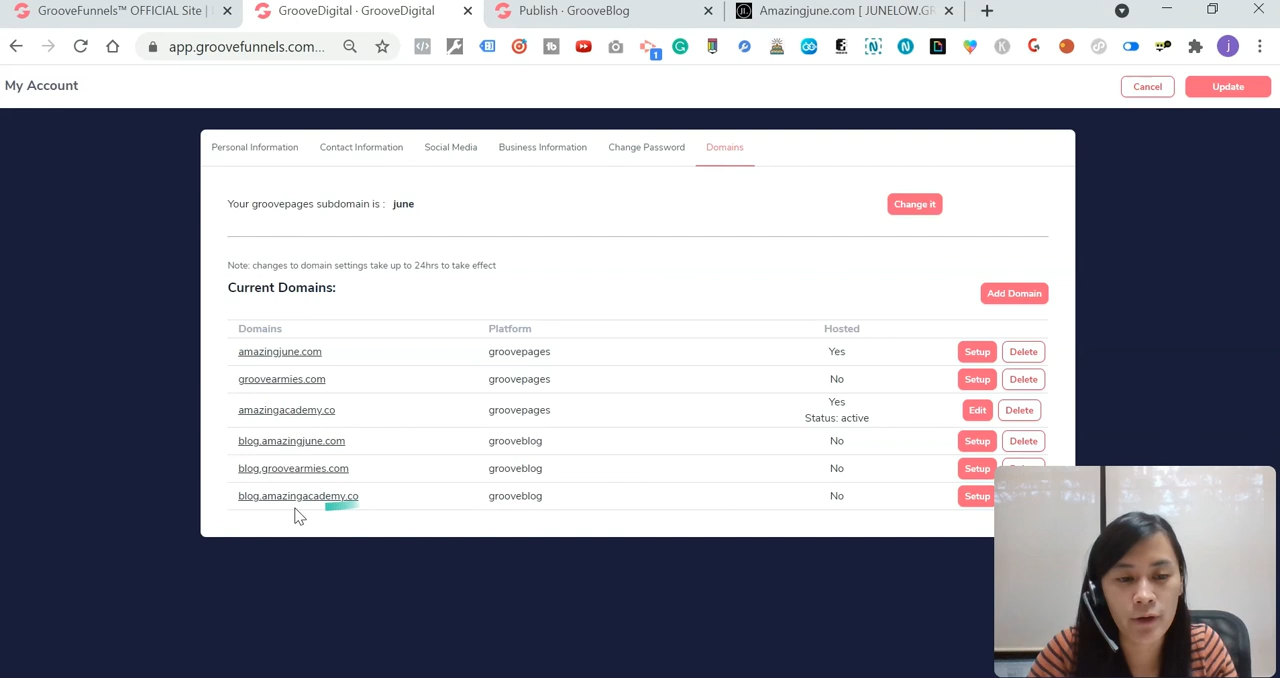 GrooveFunnels™ OFFICIAL Site |
GrooveDigital · GrooveDigital
Publish · GrooveBlog
Amazingjune.com [ JUNELOW.GR
app.groovefunnels.com...
1
j
My Account
Cancel
Update
Personal Information
Contact Information
Social Media
Business Information
Change Password
Domains
Your groovepages subdomain is : june
Change it
Note: changes to domain settings take up to 24hrs to take effect
Current Domains:
Add Domain
Domains Platform Hosted
amazingjune.com groovepages Yes Setup Delete
groovearmies.com groovepages No Setup Delete
amazingacademy.co groovepages Yes
Status: active Edit Delete
blog.amazingjune.com grooveblog No Setup Delete
blog.groovearmies.com grooveblog No Setup
blog.amazingacademy.co grooveblog No Setup